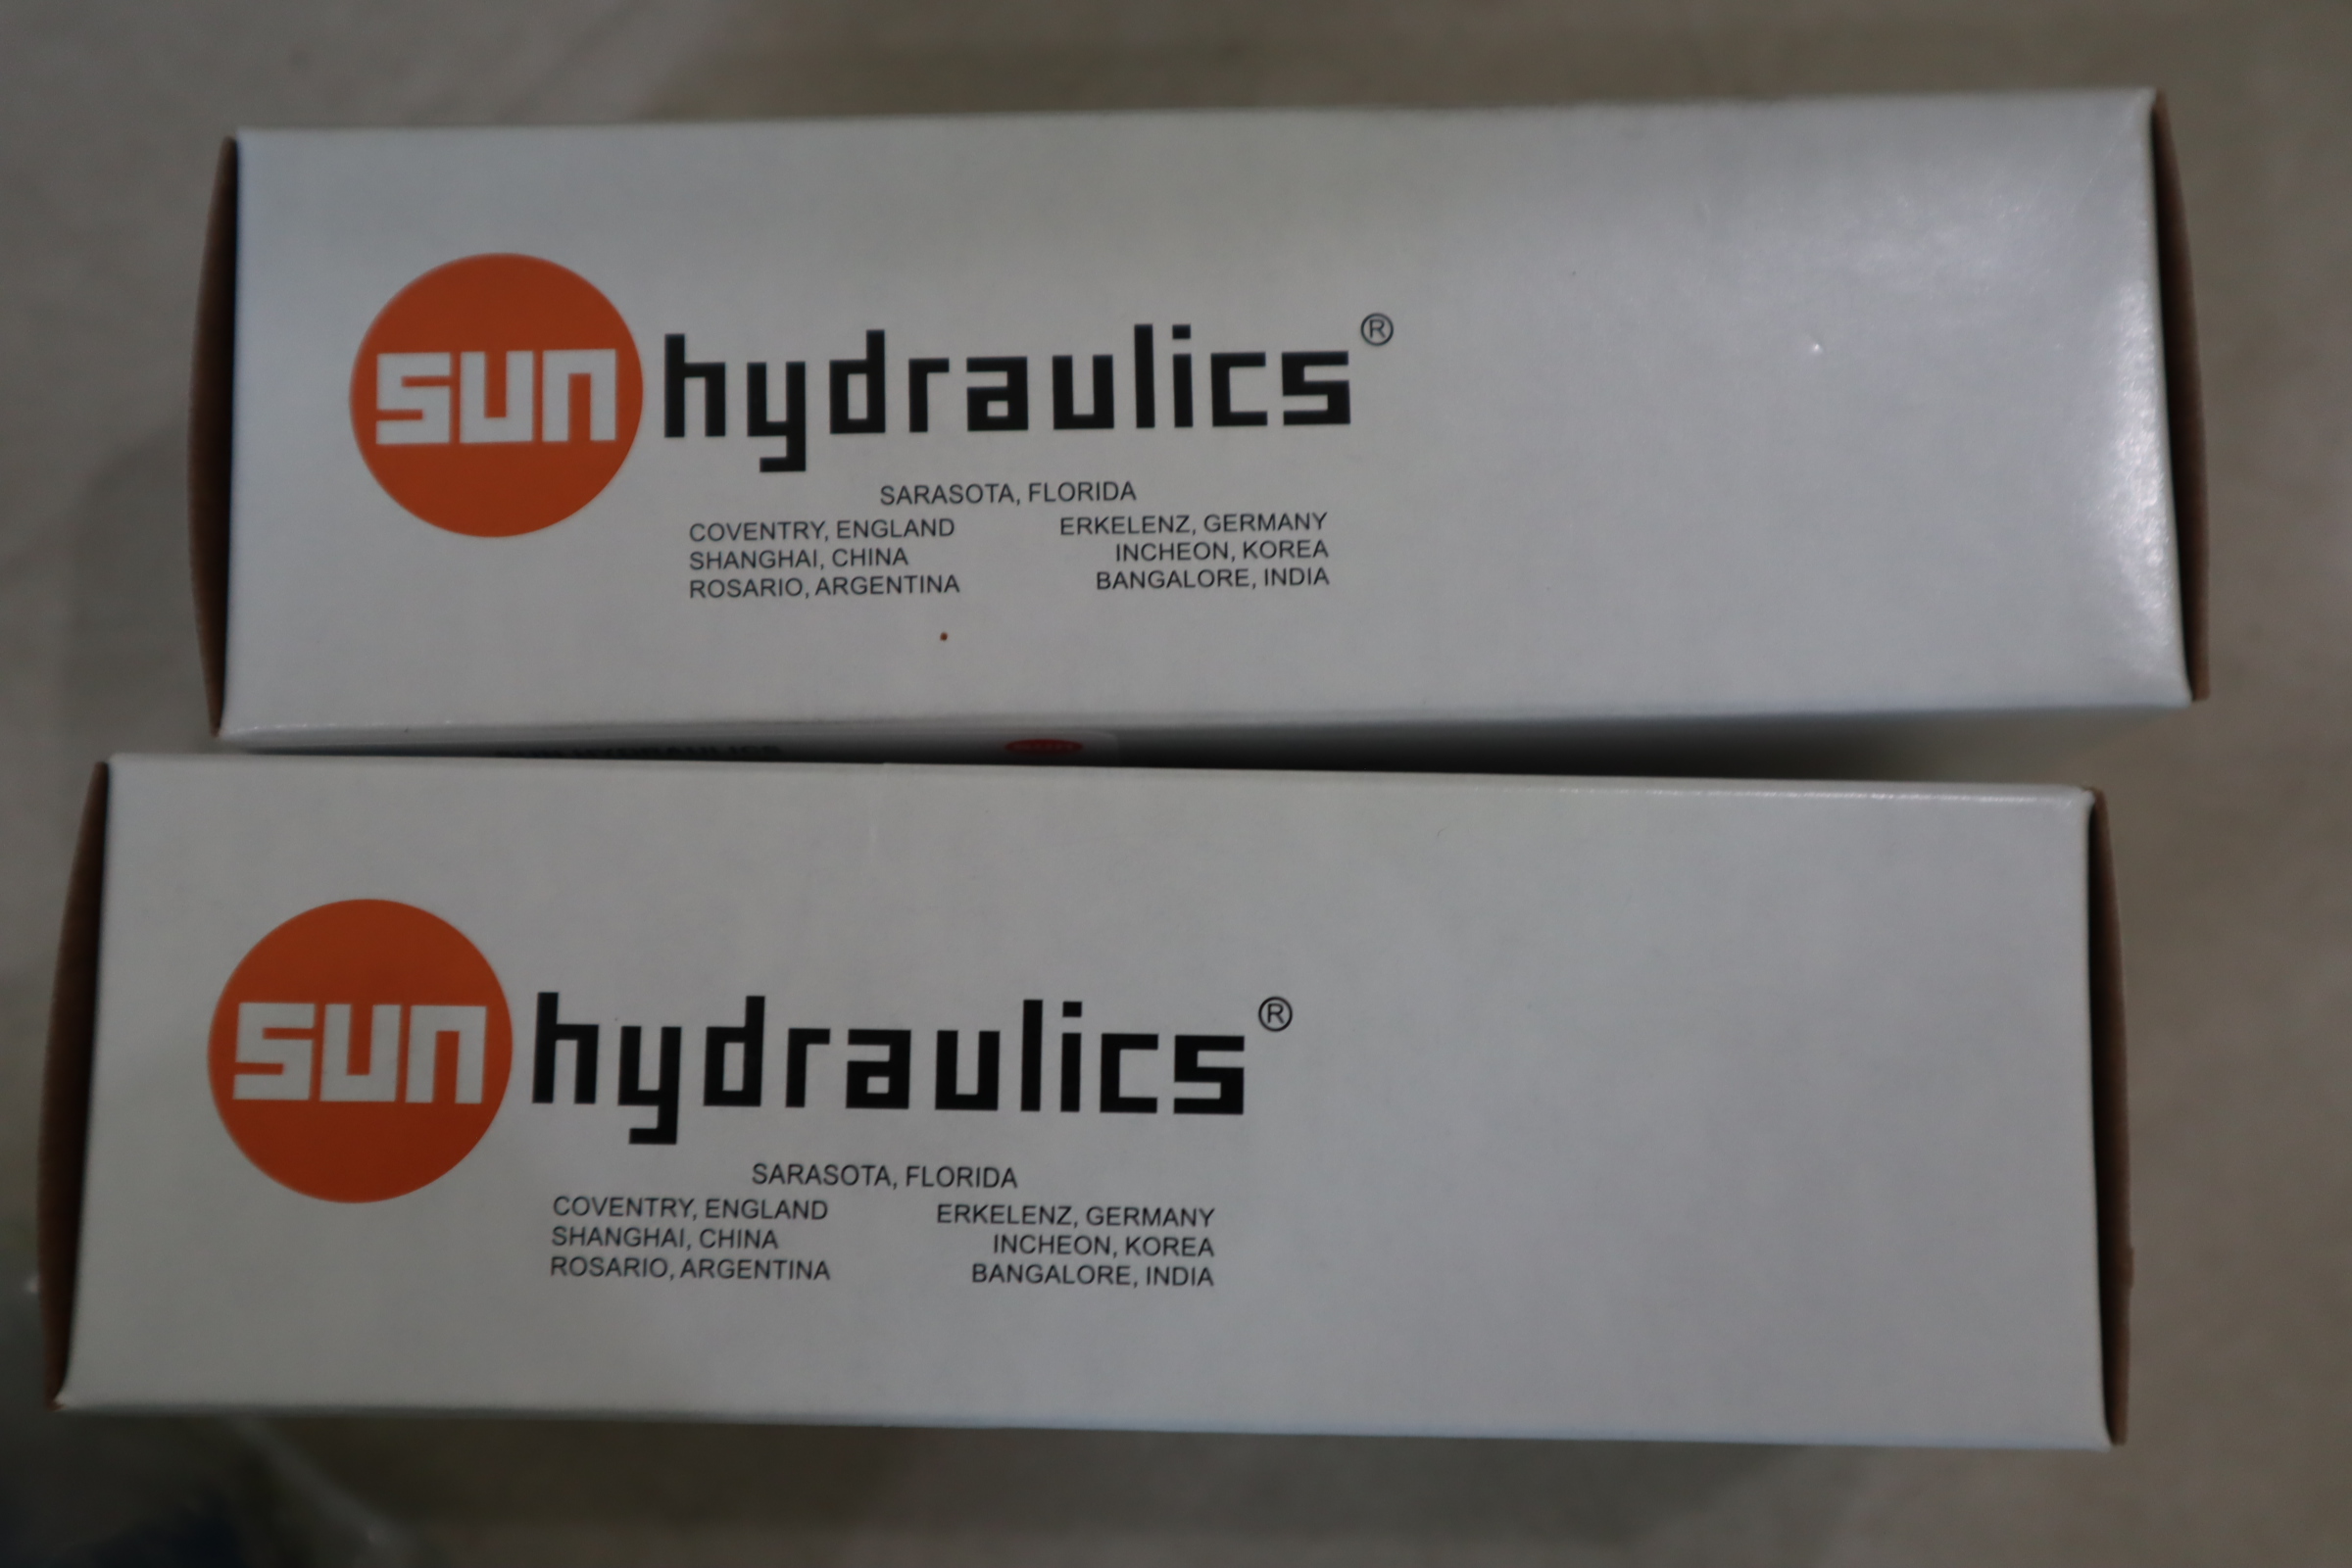 sun hydraulics®
SARASOTA, FLORIDA
COVENTRY, ENGLAND ERKELENZ, GERMANY
SHANGHAI, CHINA INCHEON, KOREA
ROSARIO, ARGENTINA BANGALORE, INDIA
sun hydraulics®
SARASOTA, FLORIDA
COVENTRY, ENGLAND ERKELENZ, GERMANY
SHANGHAI, CHINA INCHEON, KOREA
ROSARIO, ARGENTINA BANGALORE, INDIA